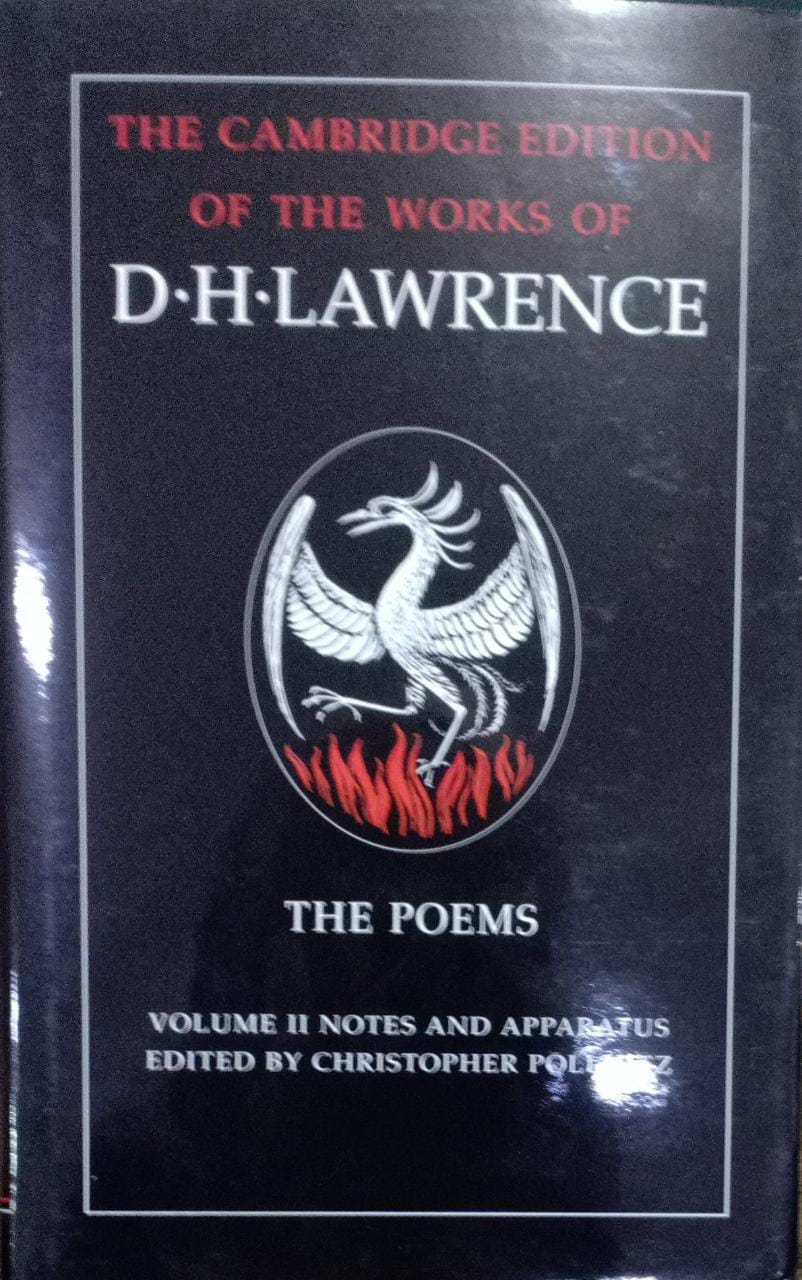 THE CAMBRIDGE EDITION
OF THE WORKS OF
D·H·LAWRENCE
THE POEMS
VOLUME II NOTES AND APPARATUS
EDITED BY CHRISTOPHER